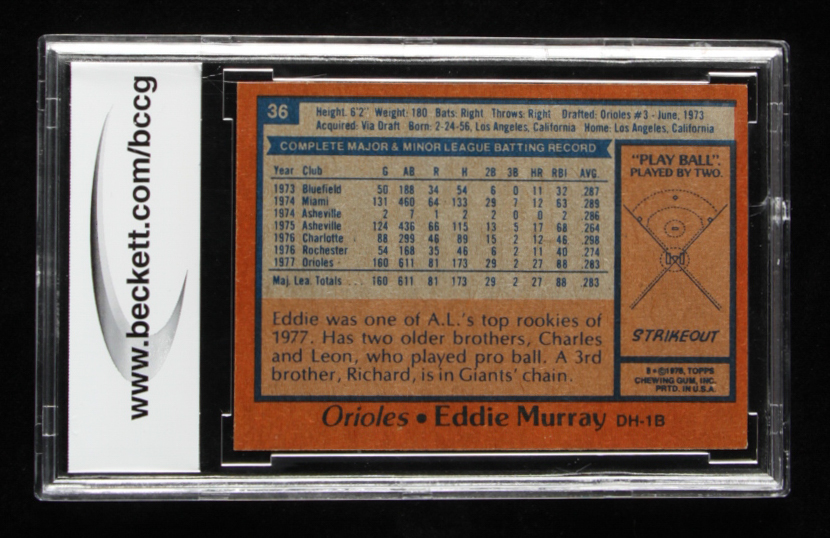 www.beckett.com/bccg
36
Height: 6'2" Weight: 180 Bats: Right Throws: Right Drafted: Orioles #3 - June, 1973
Acquired: Via Draft Born: 2-24-56, Los Angeles, California Home: Los Angeles, California
COMPLETE MAJOR & MINOR LEAGUE BATTING RECORD
Year Club G AB R H 2B 3B HR RBI AVG.
1973 Bluefield 50 188 34 54 6 0 11 32 .287
1974 Miami 131 460 64 133 29 7 12 63 .289
1974 Asheville 2 7 1 2 2 0 0 2 .286
1975 Asheville 124 436 66 115 13 5 17 68 .264
1976 Charlotte 88 299 46 89 15 2 12 46 .298
1976 Rochester 54 168 35 46 6 2 11 40 .274
1977 Orioles 160 611 81 173 29 2 27 88 .283
Maj. Lea. Totals . . . 160 611 81 173 29 2 27 88 .283
Eddie was one of A.L.'s top rookies of
1977. Has two older brothers, Charles
and Leon, who played pro ball. A 3rd
brother, Richard, is in Giants' chain.
"PLAY BALL".
PLAYED BY TWO.
STRIKEOUT
©1978, TOPPS
CHEWING GUM, INC.
PRTD. IN U.S.A.
Orioles • Eddie Murray DH-1B